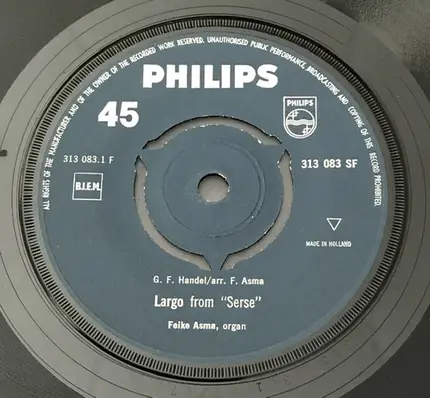 ALL RIGHTS OF THE MANUFACTURER AND OF THE OWNER OF THE RECORDED WORK RESERVED. UNAUTHORISED PUBLIC PERFORMANCE, BROADCASTING AND COPYING OF THIS RECORD PROHIBITED.
PHILIPS
45
PHILIPS
313 083.1 F
313 083 SF
B.I.E.M.
MADE IN HOLLAND
G. F. Handel/arr. F. Asma
Largo from "Serse"
Feike Asma, organ